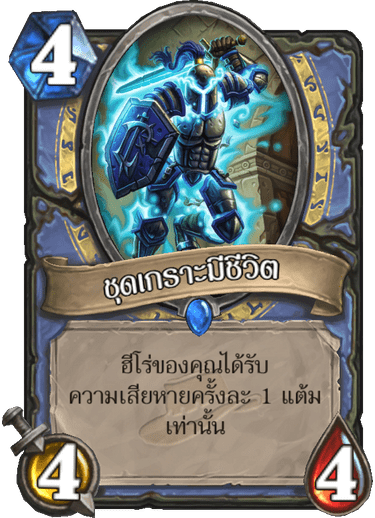 4
ชุดเกราะมีชีวิต
ฮีโร่ของคุณได้รับ
ความเสียหายครั้งละ 1 แต้ม
เท่านั้น
4
4